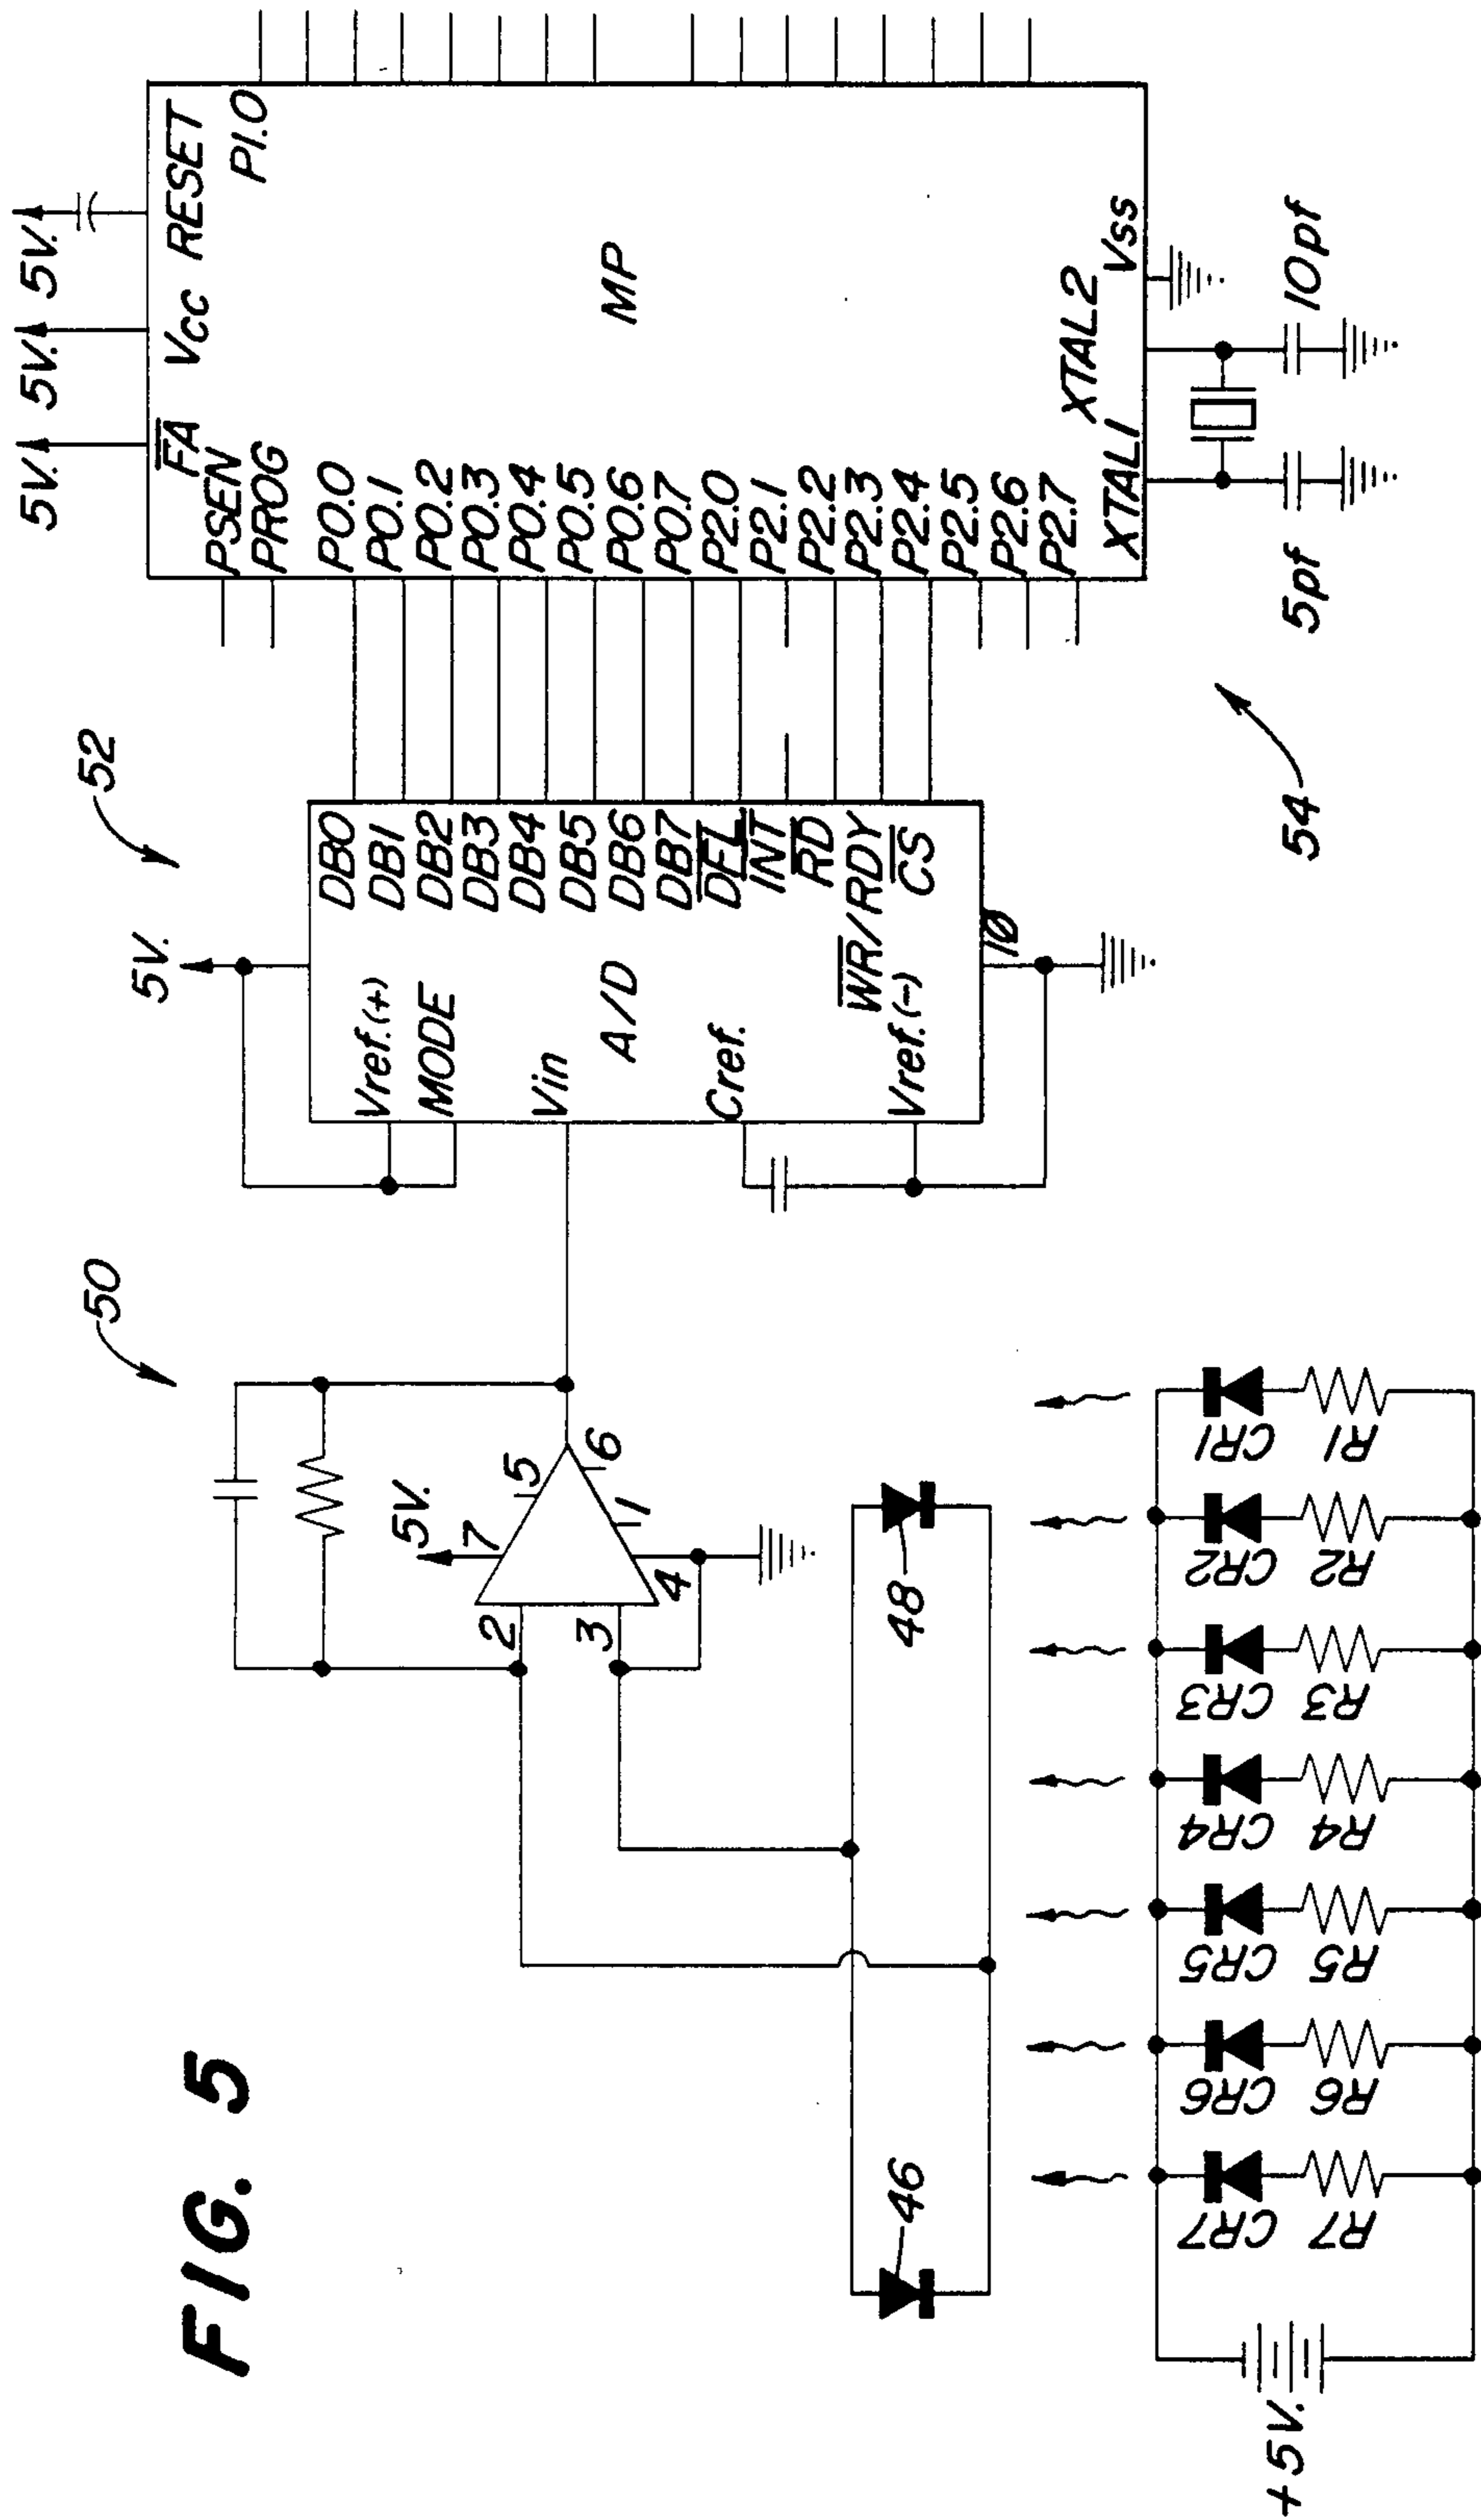 FIG. 5
50
52
54
5V.
5V.
5V.
FA
Vcc
RESET
PSEN
PROG
P1.0
P0.0
P0.1
P0.2
P0.3
P0.4
P0.5
P0.6
P0.7
P2.0
P2.1
P2.2
P2.3
P2.4
P2.5
P2.6
P2.7
MP
XTAL1
XTAL2
Vss
5pf
10pf
5V.
Vref.(+)
MODE
Vin
A/D
Cref.
Vref.(-)
DB0
DB1
DB2
DB3
DB4
DB5
DB6
DB7
DFL
INT
RD
WR/RDY
CS
10
5V.
7
5
2
3
4
1
6
46
48
+5V.
CR7
CR6
CR5
CR4
CR3
CR2
CR1
R7
R6
R5
R4
R3
R2
R1